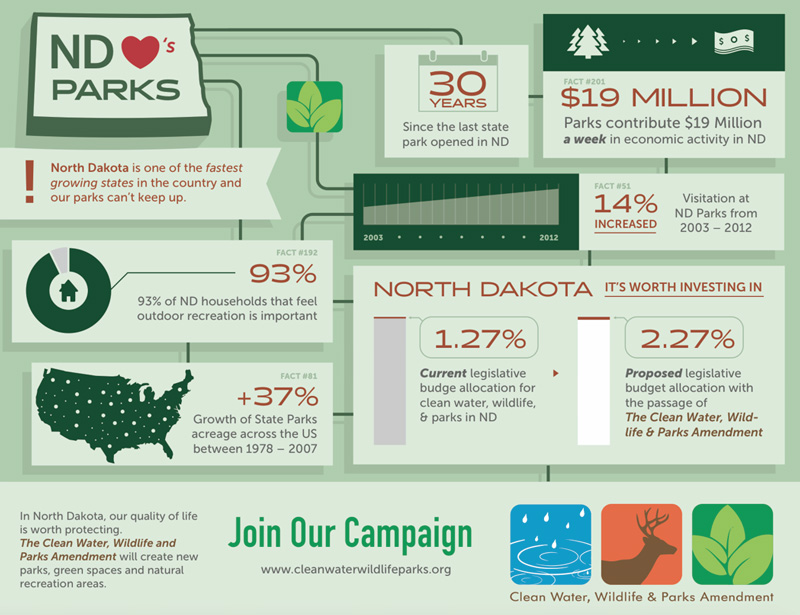 ND ♥'s
PARKS
! North Dakota is one of the fastest
growing states in the country and
our parks can't keep up.
30
YEARS
Since the last state
park opened in ND
$ O $
FACT #201
$19 MILLION
Parks contribute $19 Million
a week in economic activity in ND
2003
2012
FACT #51
14%
INCREASED
Visitation at
ND Parks from
2003 – 2012
FACT #192
93%
93% of ND households that feel
outdoor recreation is important
FACT #81
+37%
Growth of State Parks
acreage across the US
between 1978 – 2007
NORTH DAKOTA IT'S WORTH INVESTING IN
1.27%
Current legislative
budge allocation for
clean water, wildlife,
& parks in ND
2.27%
Proposed legislative
budget allocation with
the passage of
The Clean Water, Wild-
life & Parks Amendment
In North Dakota, our quality of life
is worth protecting.
The Clean Water, Wildlife and
Parks Amendment will create new
parks, green spaces and natural
recreation areas.
Join Our Campaign
www.cleanwaterwildlifeparks.org
Clean Water, Wildlife & Parks Amendment